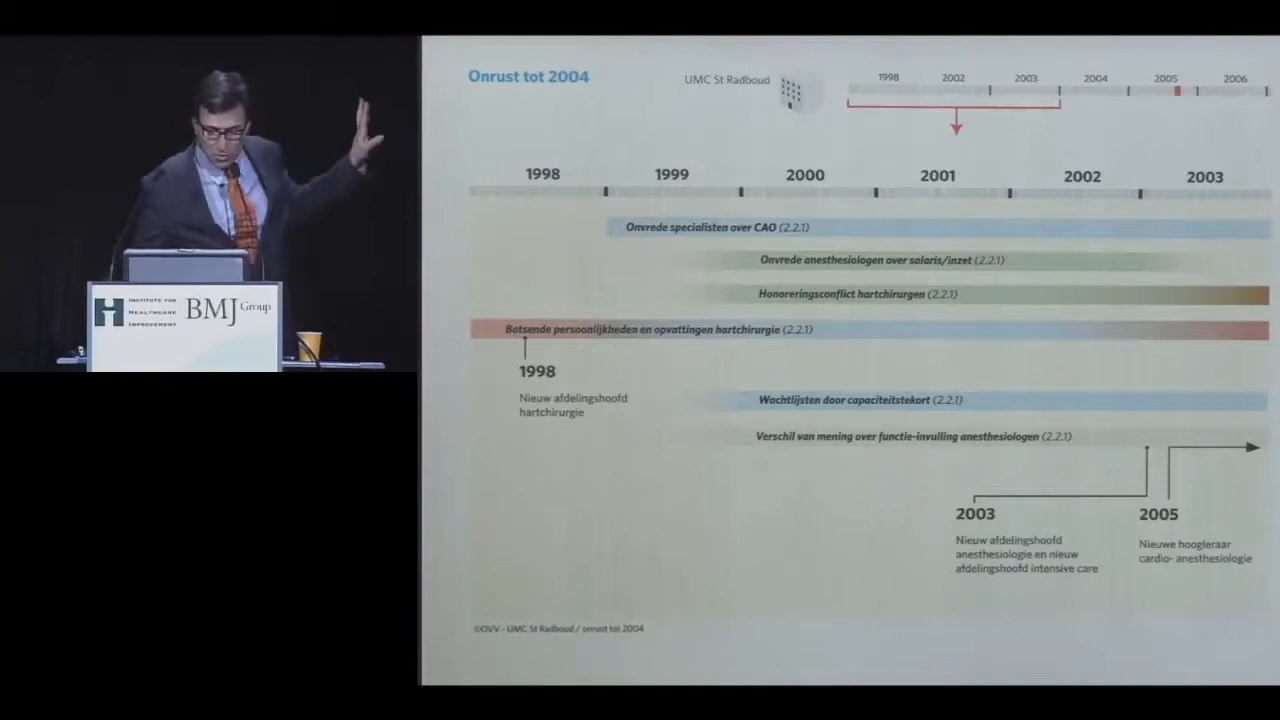 Onrust tot 2004
UMC St Radboud
1998 2002 2003 2004 2005 2006
1998 1999 2000 2001 2002 2003
Onvrede specialisten over CAO (2.2.1)
Onvrede anesthesiologen over salaris/inzet (2.2.1)
Honoreringsconflict hartchirurgen (2.2.1)
Botsende persoonlijkheden en opvattingen hartchirurgie (2.2.1)
1998
Nieuw afdelingshoofd
hartchirurgie
Wachtlijsten door capaciteitstekort (2.2.1)
Verschil van mening over functie-invulling anesthesiologen (2.2.1)
2003
Nieuw afdelingshoofd
anesthesiologie en nieuw
afdelingshoofd intensive care
2005
Nieuwe hoogleraar
cardio- anesthesiologie
©OVV - UMC St Radboud / onrust tot 2004
INSTITUTE FOR
HEALTHCARE
IMPROVEMENT
BMJ Group